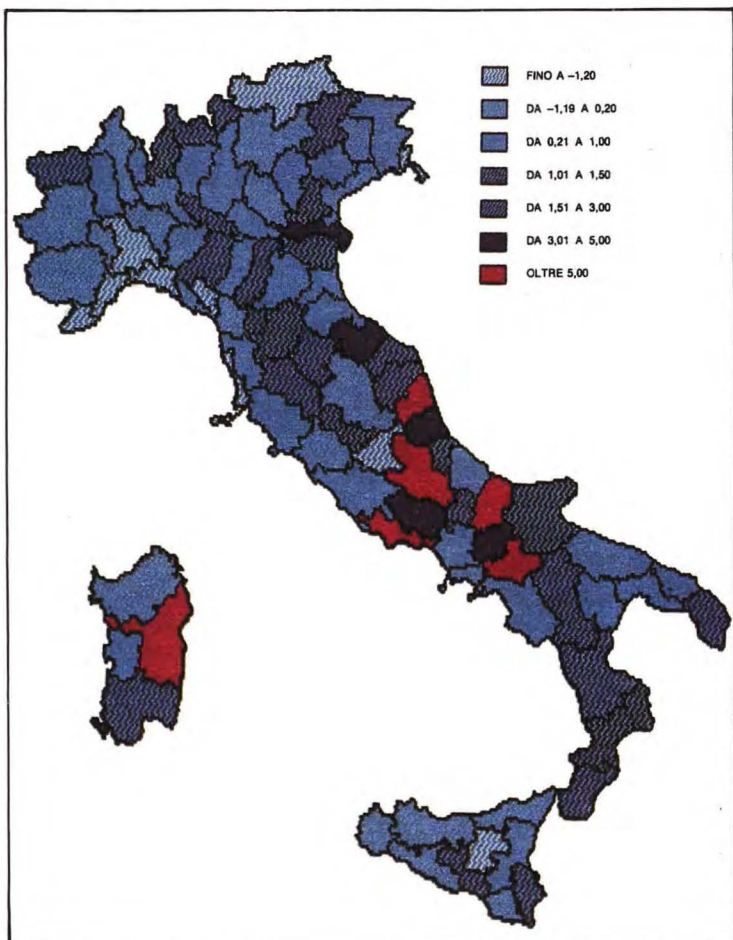 FINO A -1,20
DA -1,19 A 0,20
DA 0,21 A 1,00
DA 1,01 A 1,50
DA 1,51 A 3,00
DA 3,01 A 5,00
OLTRE 5,00